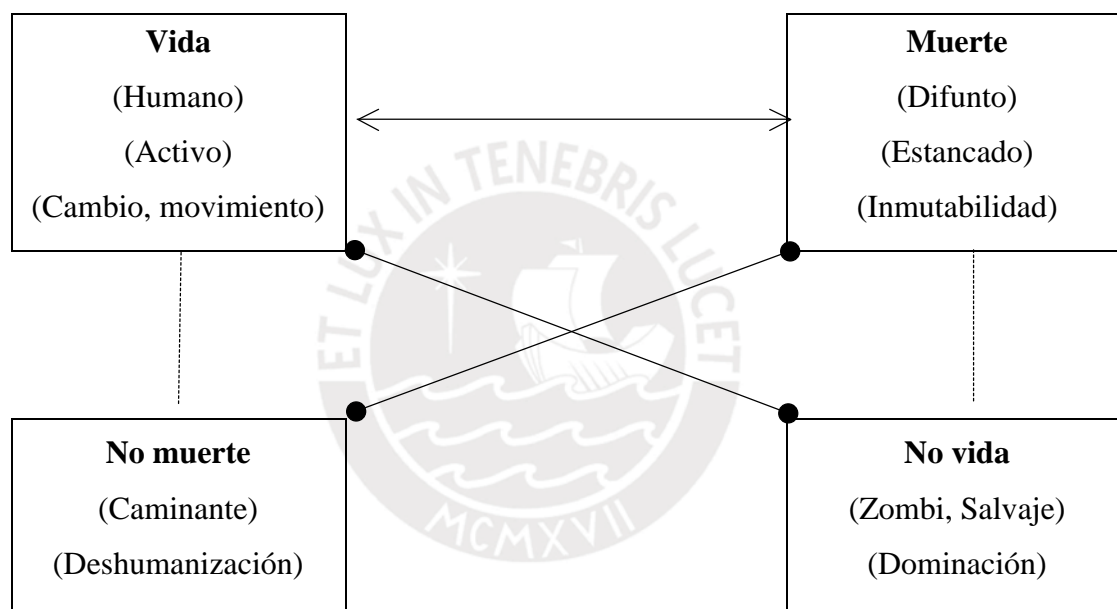 Vida
(Humano)
(Activo)
(Cambio, movimiento)
Muerte
(Difunto)
(Estancado)
(Inmutabilidad)
ET LUX IN TENEBRIS LUCET
MCMXVII
No muerte
(Caminante)
(Deshumanización)
No vida
(Zombi, Salvaje)
(Dominación)